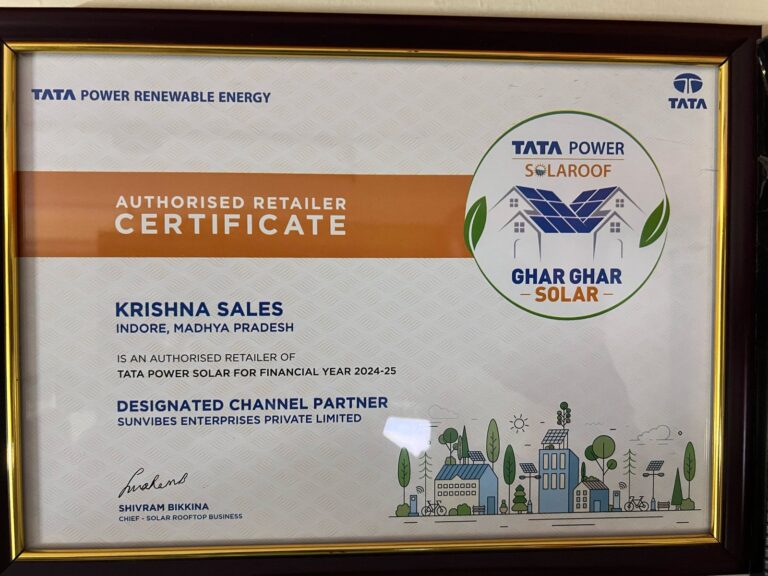 TATA POWER RENEWABLE ENERGY
TATA
TATA POWER
SOLAROOF
GHAR GHAR
SOLAR
AUTHORISED RETAILER
CERTIFICATE
KRISHNA SALES
INDORE, MADHYA PRADESH
IS AN AUTHORISED RETAILER OF
TATA POWER SOLAR FOR FINANCIAL YEAR 2024-25
DESIGNATED CHANNEL PARTNER
SUNVIBES ENTERPRISES PRIVATE LIMITED
SHIVRAM BIKKINA
CHIEF - SOLAR ROOFTOP BUSINESS